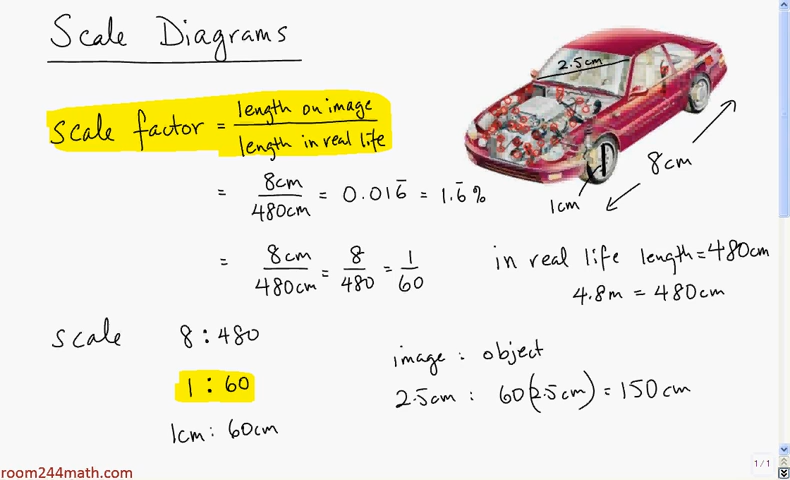 Scale Diagrams
2.5cm
8cm
1cm
scale factor = length on image / length in real life
= 8cm / 480cm = 0.016̅ = 1.6̅ %
= 8cm / 480cm = 8 / 480 = 1 / 60
in real life length = 480cm
4.8m = 480cm
scale 8 : 480
1 : 60
1cm : 60cm
image : object
2.5cm : 60(2.5cm) = 150cm
room244math.com
1/1